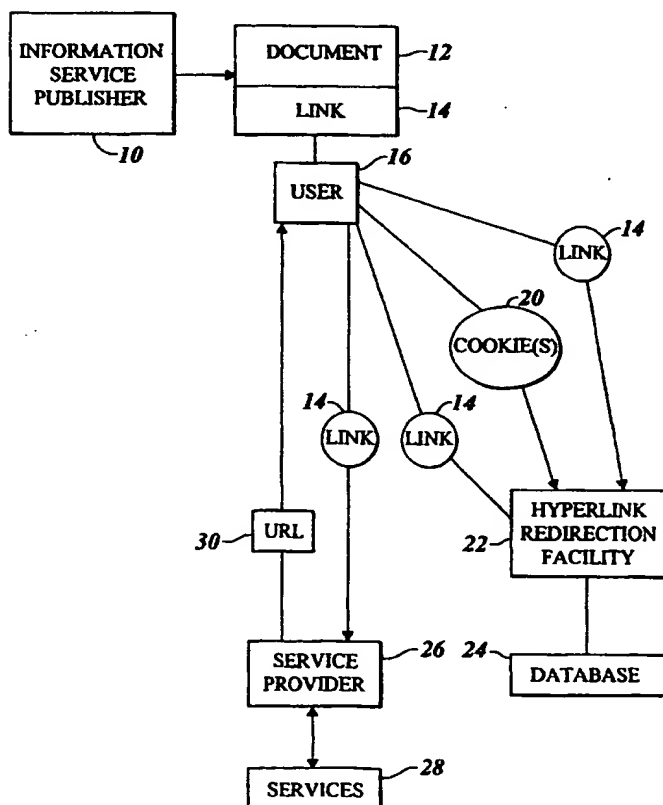 INFORMATION
SERVICE
PUBLISHER
10
DOCUMENT
12
LINK
14
USER
16
LINK
14
20
COOKIE(S)
14
LINK
14
LINK
30
URL
22
HYPERLINK
REDIRECTION
FACILITY
SERVICE
PROVIDER
26
24
DATABASE
SERVICES
28